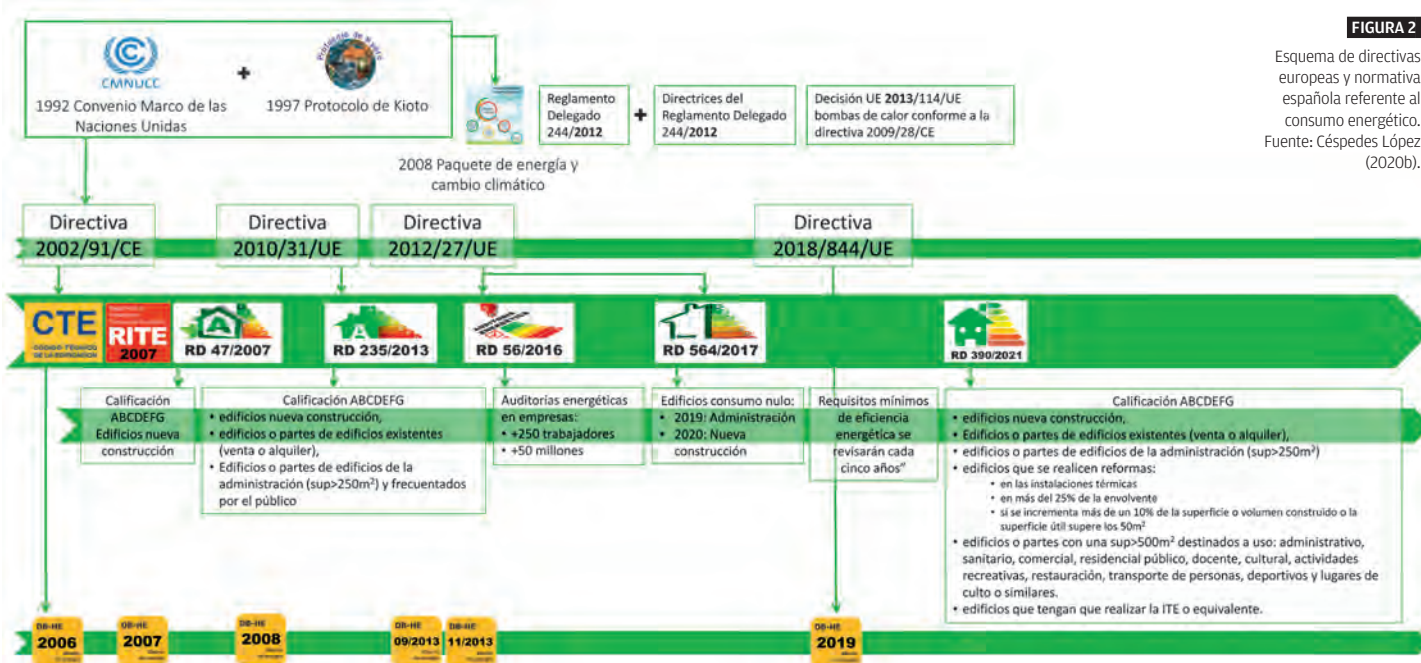 FIGURA 2
Esquema de directivas
europeas y normativa
española referente al
consumo energético.
Fuente: Céspedes López
(2020b).
CMNUCC
+
Protocolo de Kyoto
1992 Convenio Marco de las
Naciones Unidas
1997 Protocolo de Kioto
2008 Paquete de energía y
cambio climático
Reglamento
Delegado
244/2012
+
Directrices del
Reglamento Delegado
244/2012
Decisión UE 2013/114/UE
bombas de calor conforme a la
directiva 2009/28/CE
Directiva
2002/91/CE
Directiva
2010/31/UE
Directiva
2012/27/UE
Directiva
2018/844/UE
CTE
CÓDIGO TÉCNICO
DE LA EDIFICACIÓN
RITE
2007
A
RD 47/2007
A
RD 235/2013
RD 56/2016
RD 564/2017
RD 390/2021
Calificación
ABCDEFG
Edificios nueva
construcción
Calificación ABCDEFG
• edificios nueva construcción,
• edificios o partes de edificios existentes
(venta o alquiler),
• Edificios o partes de edificios de la
administración (sup>250m²) y frecuentados
por el público
Auditorías energéticas
en empresas:
• +250 trabajadores
• +50 millones
Edificios consumo nulo:
• 2019: Administración
• 2020: Nueva
construcción
Requisitos mínimos
de eficiencia
energética se
revisarán cada
cinco años”
Calificación ABCDEFG
• edificios nueva construcción,
• Edificios o partes de edificios existentes (venta o alquiler),
• edificios o partes de edificios de la administración (sup>250m²)
• edificios que se realicen reformas:
• en las instalaciones térmicas
• en más del 25% de la envolvente
• si se incrementa más de un 10% de la superficie o volumen construido o la
superficie útil supere los 50m²
• edificios o partes con una sup>500m² destinados a uso: administrativo,
sanitario, comercial, residencial público, docente, cultural, actividades
recreativas, restauración, transporte de personas, deportivos y lugares de
culto o similares.
• edificios que tengan que realizar la ITE o equivalente.
DB-HE
2006
DB-HE
2007
DB-HE
2008
DB-HE
09/2013
DB-HE
11/2013
DB-HE
2019